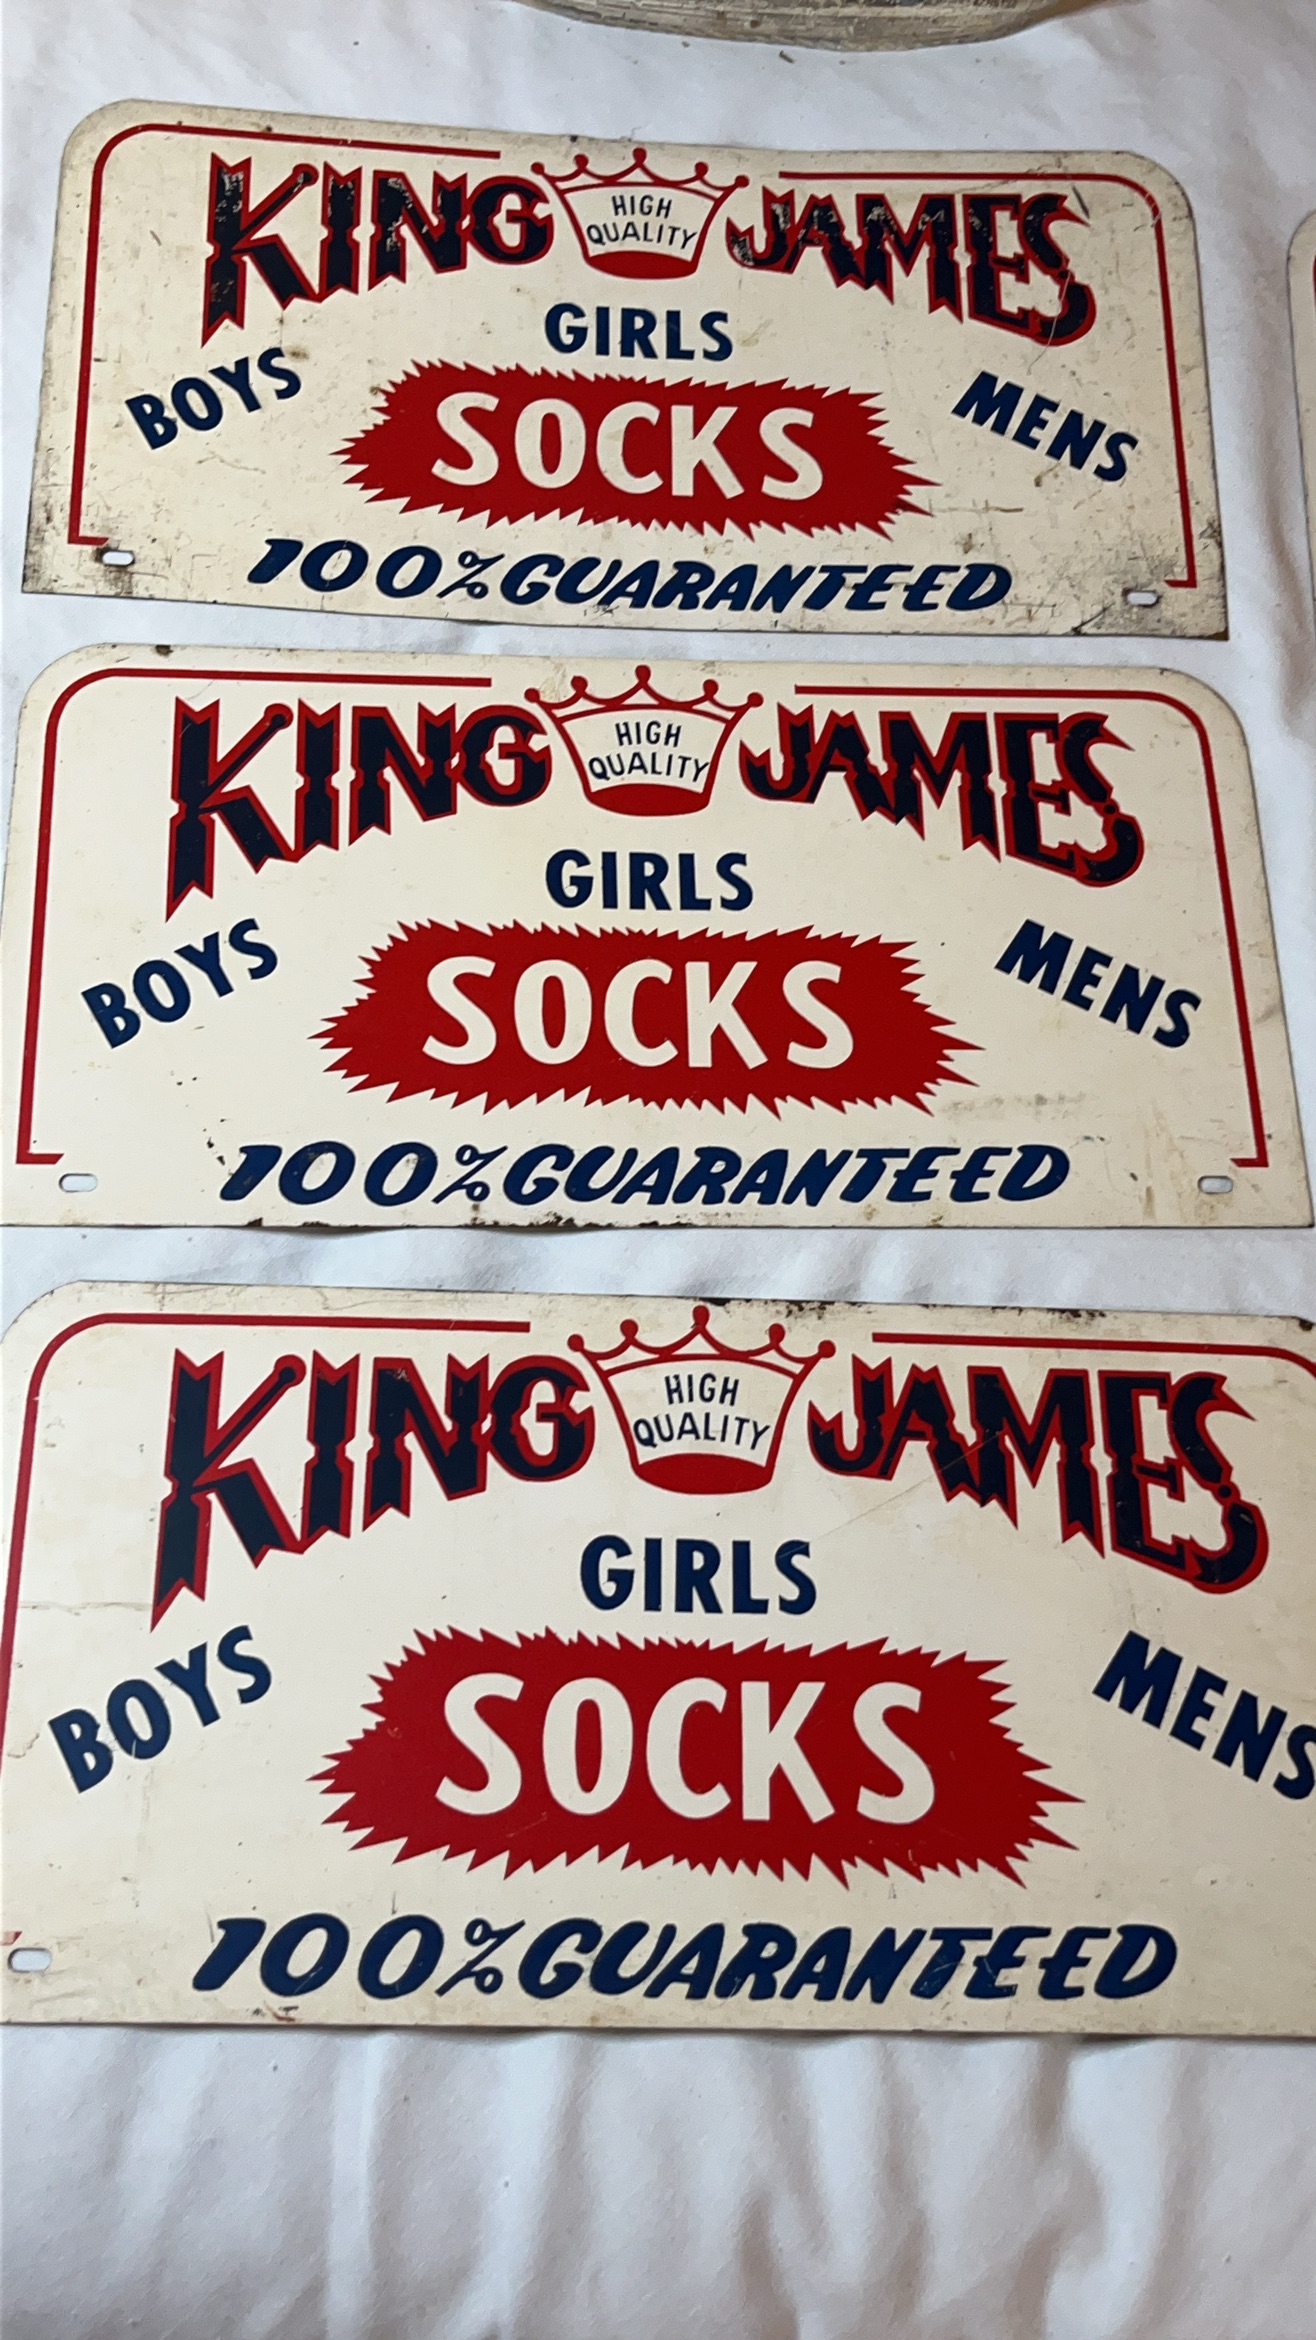 KING JAMES
HIGH
QUALITY
GIRLS
BOYS
MENS
SOCKS
100% GUARANTEED
KING JAMES
HIGH
QUALITY
GIRLS
BOYS
MENS
SOCKS
100% GUARANTEED
KING JAMES
HIGH
QUALITY
GIRLS
BOYS
MENS
SOCKS
100% GUARANTEED